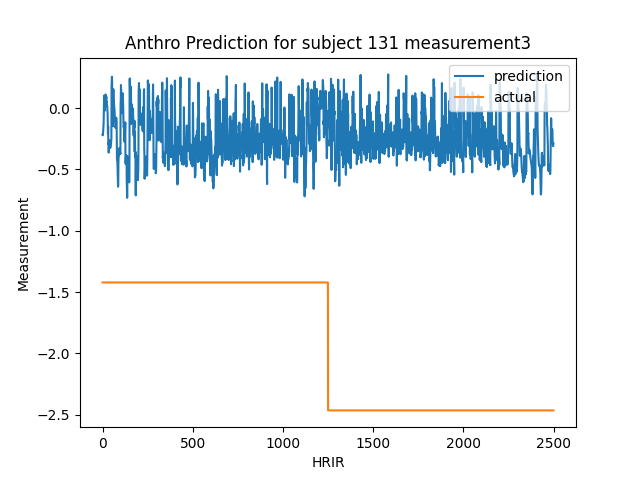 Anthro Prediction for subject 131 measurement3
prediction
actual
0.0
−0.5
−1.0
−1.5
−2.0
−2.5
Measurement
0
500
1000
1500
2000
2500
HRIR